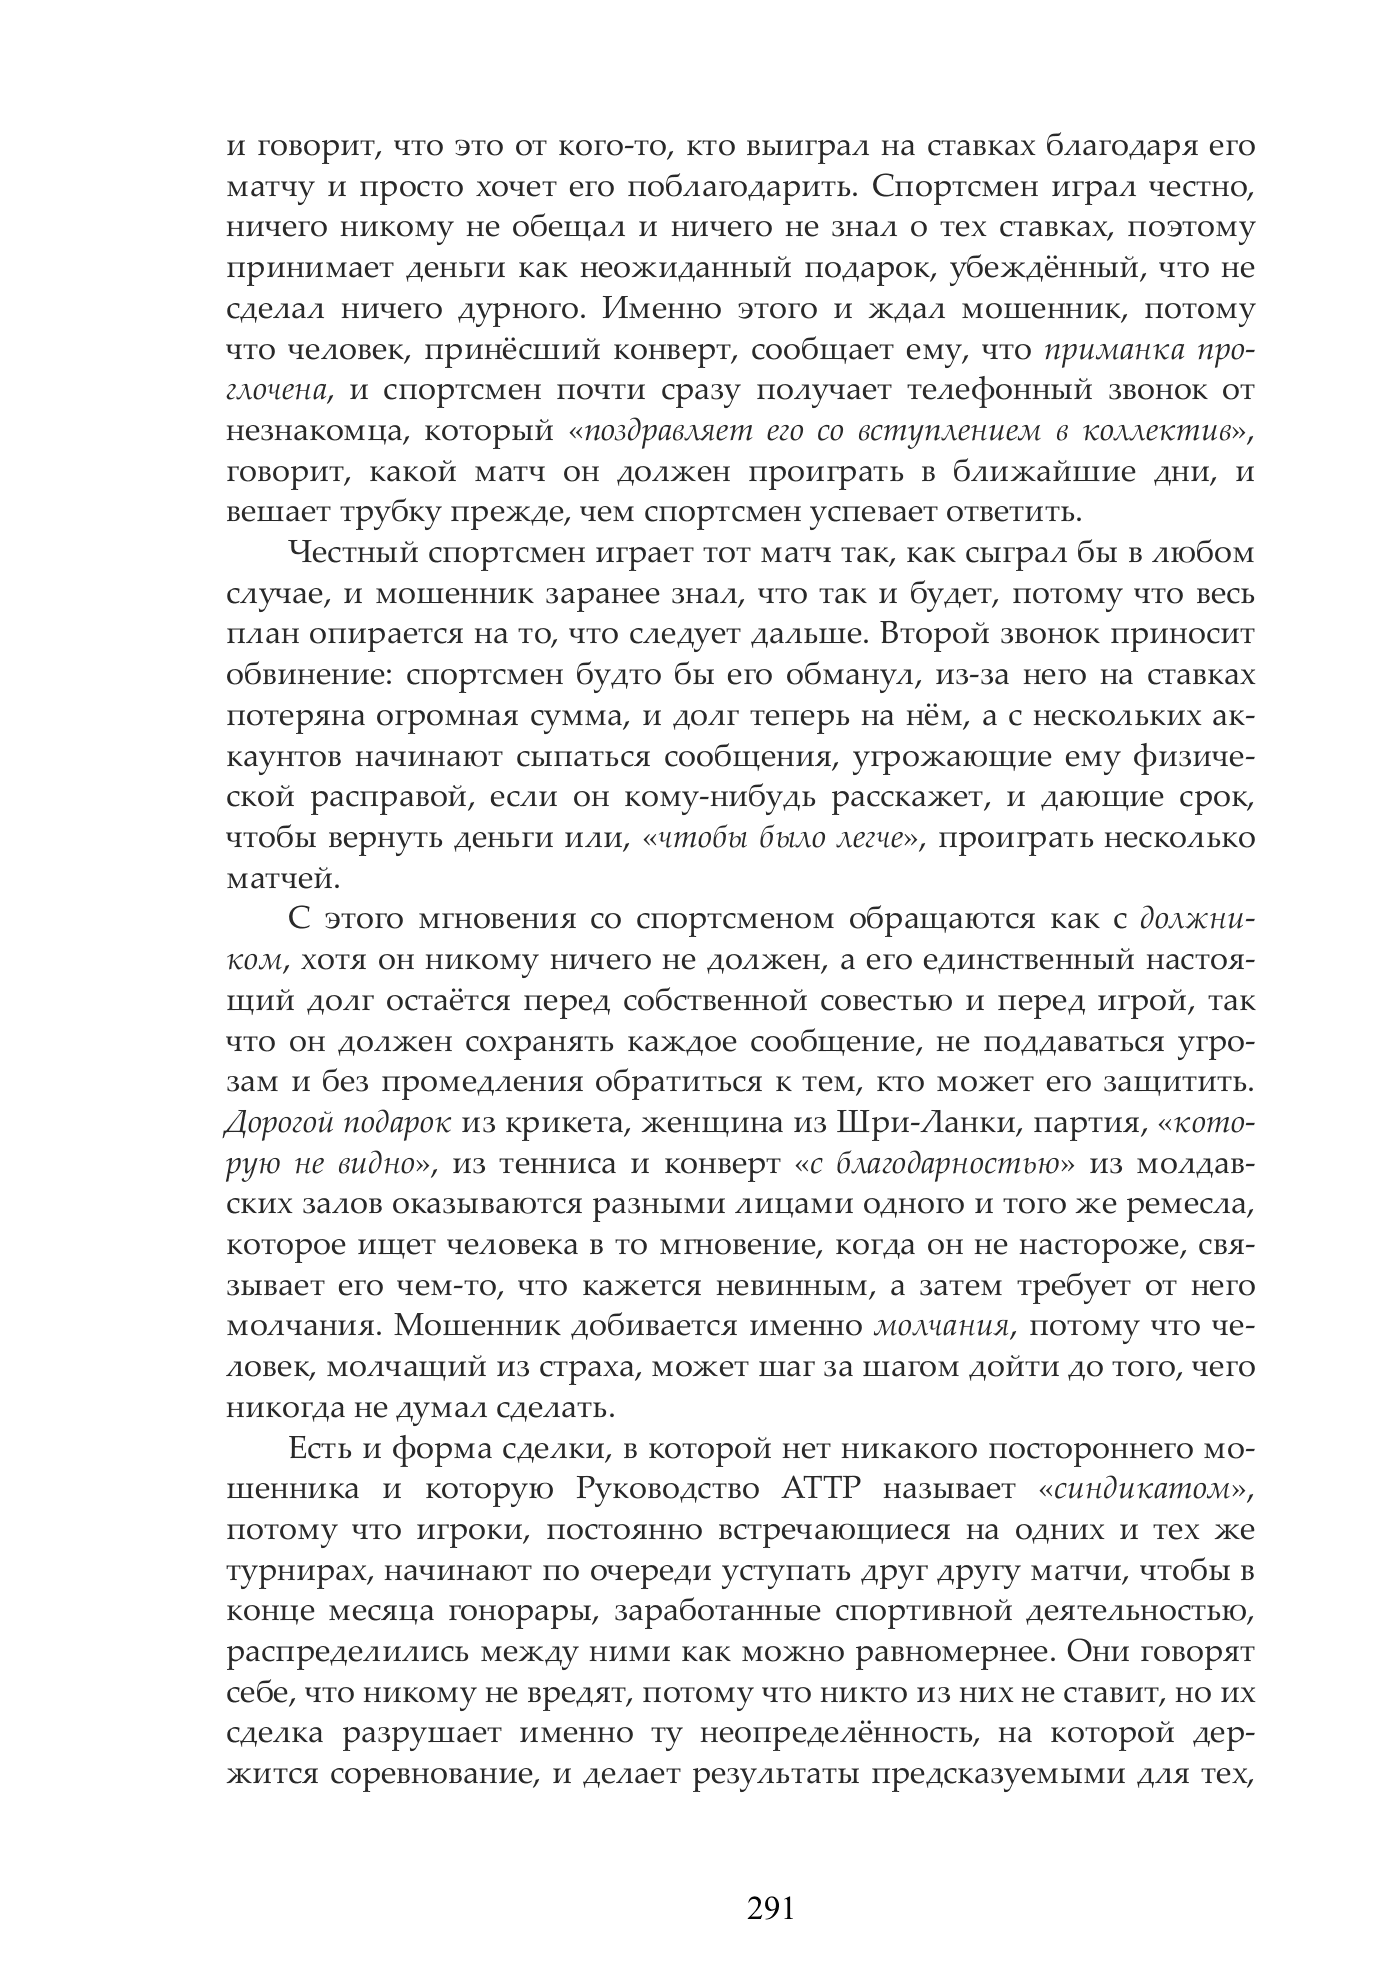 и говорит, что это от кого-то, кто выиграл на ставках благодаря его
матчу и просто хочет его поблагодарить. Спортсмен играл честно,
ничего никому не обещал и ничего не знал о тех ставках, поэтому
принимает деньги как неожиданный подарок, убеждённый, что не
сделал ничего дурного. Именно этого и ждал мошенник, потому
что человек, принёсший конверт, сообщает ему, что приманка про-
глочена, и спортсмен почти сразу получает телефонный звонок от
незнакомца, который «поздравляет его со вступлением в коллектив»,
говорит, какой матч он должен проиграть в ближайшие дни, и
вешает трубку прежде, чем спортсмен успевает ответить.
Честный спортсмен играет тот матч так, как сыграл бы в любом
случае, и мошенник заранее знал, что так и будет, потому что весь
план опирается на то, что следует дальше. Второй звонок приносит
обвинение: спортсмен будто бы его обманул, из-за него на ставках
потеряна огромная сумма, и долг теперь на нём, а с нескольких ак-
каунтов начинают сыпаться сообщения, угрожающие ему физиче-
ской расправой, если он кому-нибудь расскажет, и дающие срок,
чтобы вернуть деньги или, «чтобы было легче», проиграть несколько
матчей.
С этого мгновения со спортсменом обращаются как с должни-
ком, хотя он никому ничего не должен, а его единственный настоя-
щий долг остаётся перед собственной совестью и перед игрой, так
что он должен сохранять каждое сообщение, не поддаваться угро-
зам и без промедления обратиться к тем, кто может его защитить.
Дорогой подарок из крикета, женщина из Шри-Ланки, партия, «кото-
рую не видно», из тенниса и конверт «с благодарностью» из молдав-
ских залов оказываются разными лицами одного и того же ремесла,
которое ищет человека в то мгновение, когда он не настороже, свя-
зывает его чем-то, что кажется невинным, а затем требует от него
молчания. Мошенник добивается именно молчания, потому что че-
ловек, молчащий из страха, может шаг за шагом дойти до того, чего
никогда не думал сделать.
Есть и форма сделки, в которой нет никакого постороннего мо-
шенника и которую Руководство АТТР называет «синдикатом»,
потому что игроки, постоянно встречающиеся на одних и тех же
турнирах, начинают по очереди уступать друг другу матчи, чтобы в
конце месяца гонорары, заработанные спортивной деятельностью,
распределились между ними как можно равномернее. Они говорят
себе, что никому не вредят, потому что никто из них не ставит, но их
сделка разрушает именно ту неопределённость, на которой дер-
жится соревнование, и делает результаты предсказуемыми для тех,
291